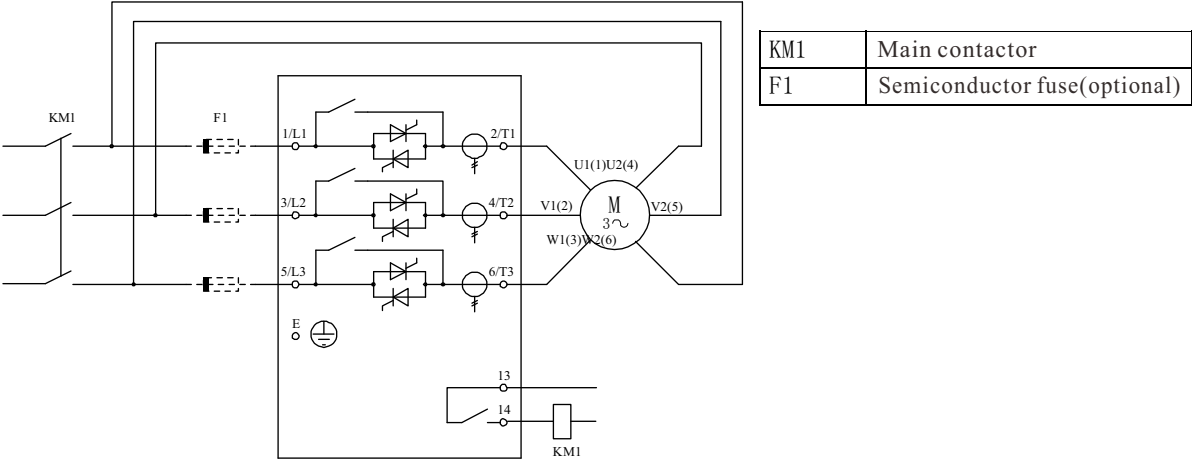 KM1 Main contactor
F1 Semiconductor fuse(optional)
KM1
F1
1/L1
2/T1
U1(1)U2(4)
3/L2
4/T2
V1(2)
M
3~
V2(5)
W1(3)W2(6)
5/L3
6/T3
E
13
14
KM1